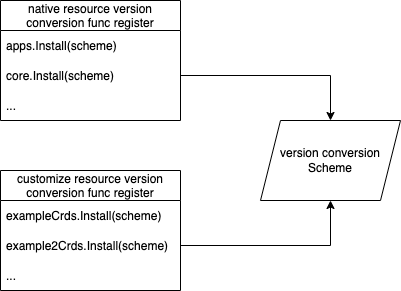 native resource version
conversion func register
apps.Install(scheme)
core.Install(scheme)
...
version conversion
Scheme
customize resource version
conversion func register
exampleCrds.Install(scheme)
example2Crds.Install(scheme)
...